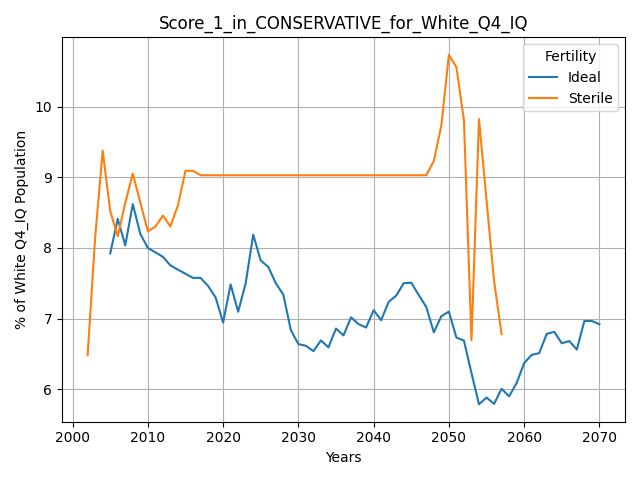 Score_1_in_CONSERVATIVE_for_White_Q4_IQ
Fertility
Ideal
Sterile
% of White Q4_IQ Population
10
9
8
7
6
2000 2010 2020 2030 2040 2050 2060 2070
Years